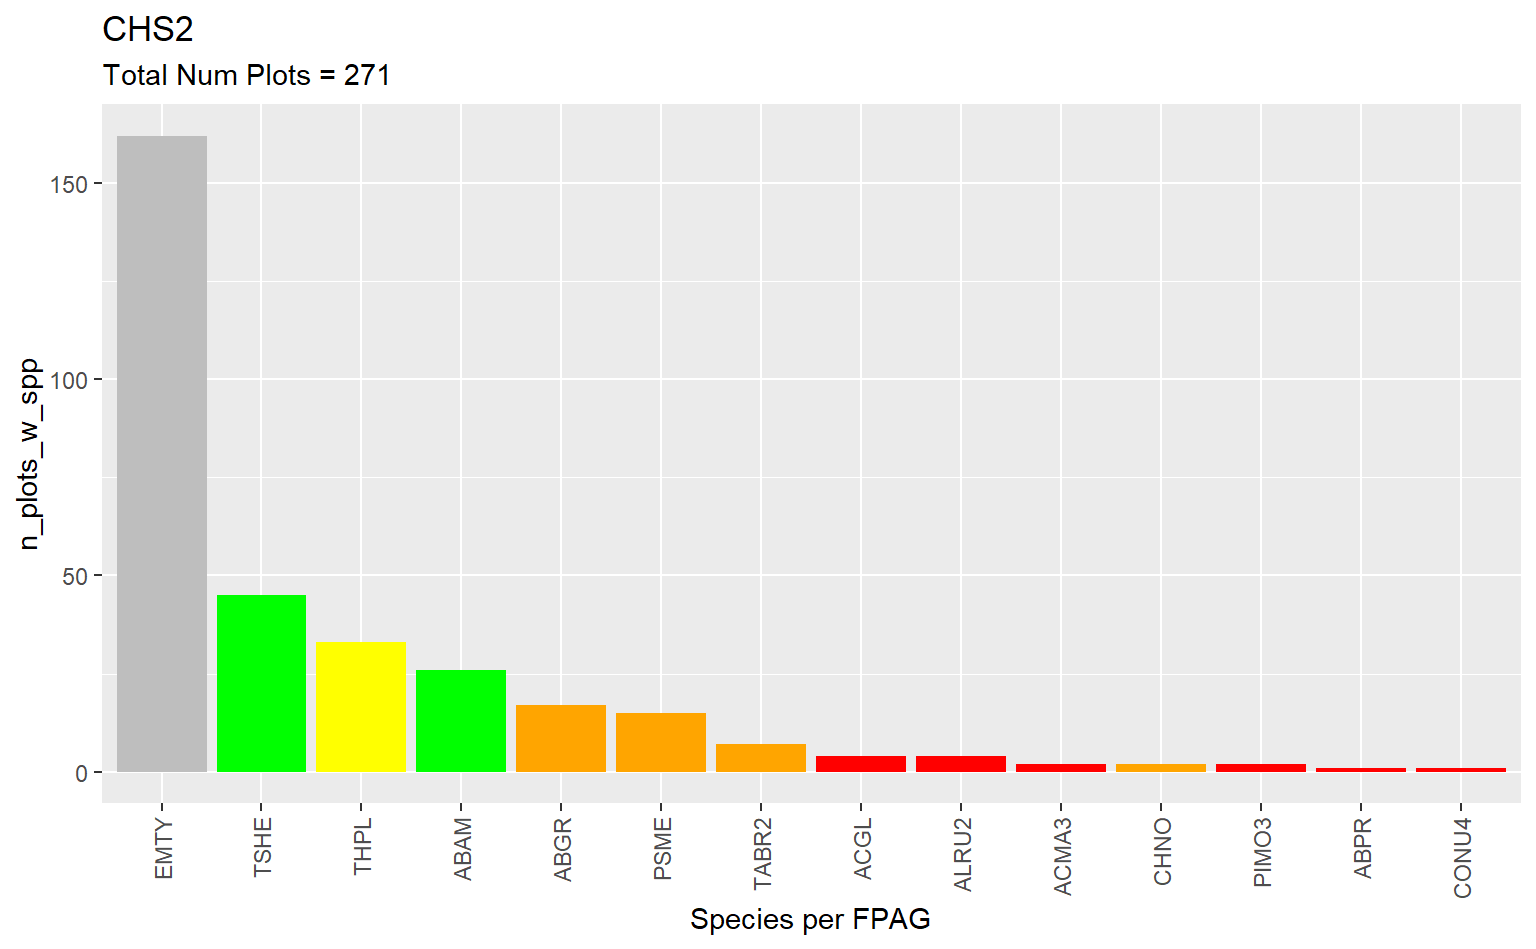 CHS2
Total Num Plots = 271
n_plots_w_spp
150
100
50
0
EMTY
TSHE
THPL
ABAM
ABGR
PSME
TABR2
ACGL
ALRU2
ACMA3
CHNO
PIMO3
ABPR
CONU4
Species per FPAG